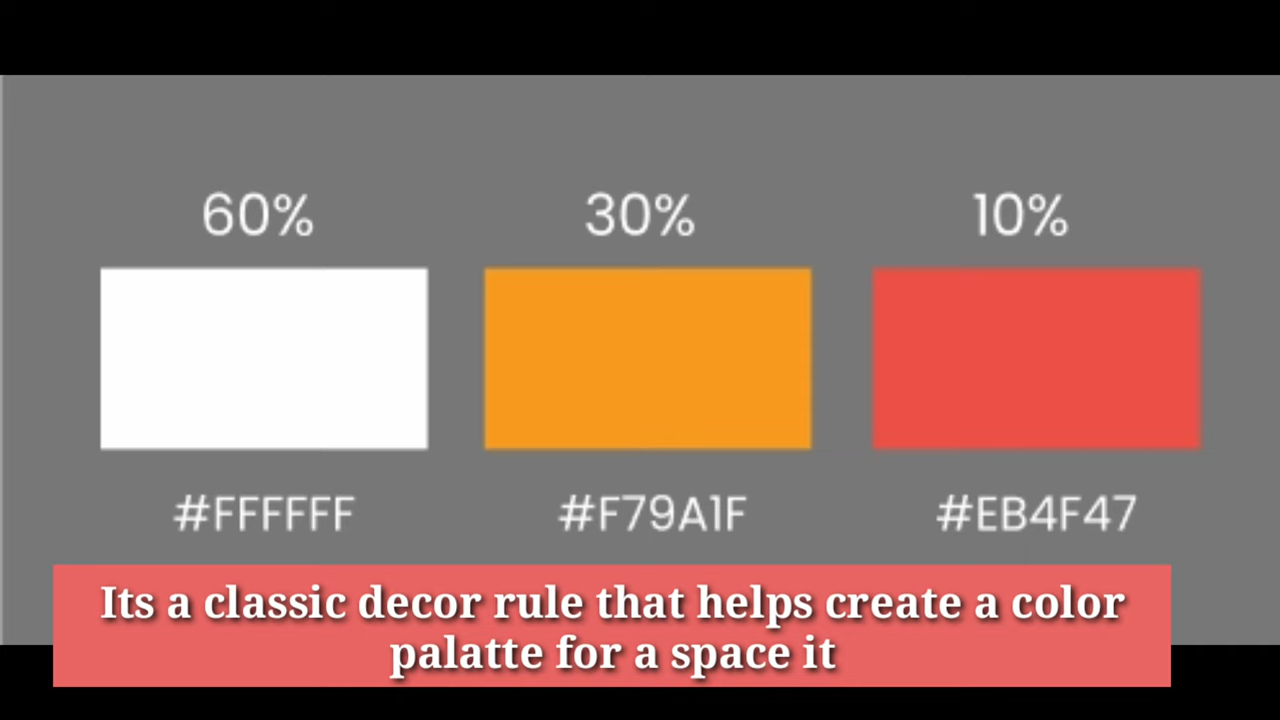 60% 30% 10%
#FFFFFF #F79A1F #EB4F47
Its a classic decor rule that helps create a color
palatte for a space it